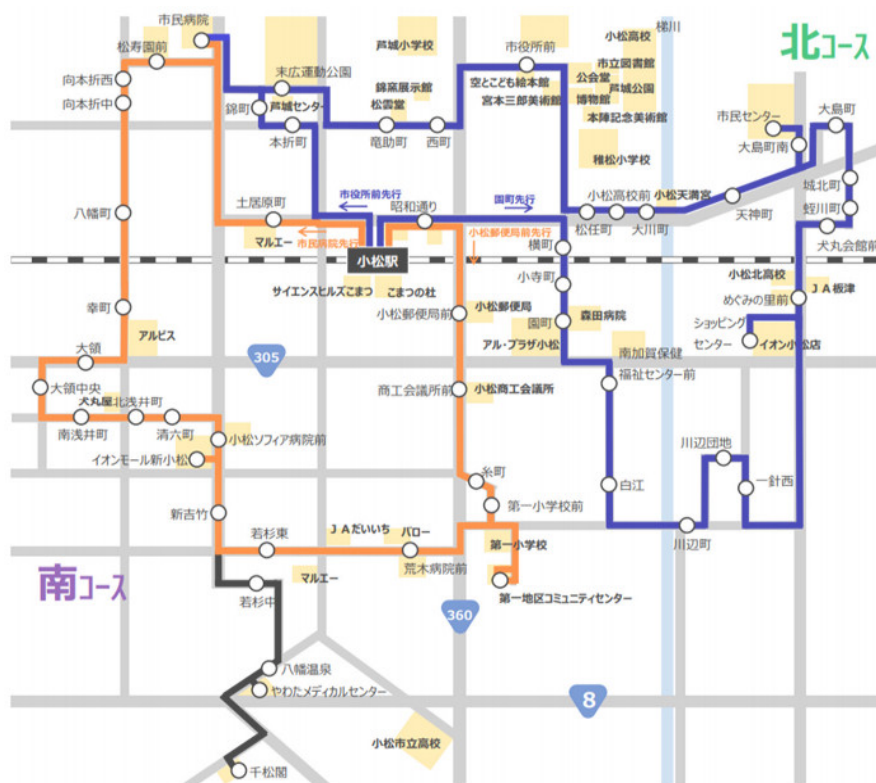 市民病院
松寿園前
向本折西
向本折中
末広運動公園
錦町
芦城センター
本折町
芦城小学校
錦窯展示館
松雲堂
竜助町
西町
市役所前
空とこども絵本館
宮本三郎美術館
小松高校
市立図書館
公会堂
芦城公園
博物館
本陣記念美術館
稚松小学校
梯川
北コース
市民センター
大島町
大島町南
城北町
蛭川町
犬丸会館前
八幡町
土居原町
マルエー
市役所前先行
市民病院先行
昭和通り
園町先行
小松郵便局前先行
小松高校前
小松天満宮
松任町
大川町
天神町
小松駅
横町
小寺町
サイエンスヒルズこまつ
こまつの杜
小松北高校
JA板津
めぐみの里前
幸町
アルビス
小松郵便局前
小松郵便局
園町
森田病院
アル・プラザ小松
ショッピング
センター
イオン小松店
大領
305
南加賀保健
福祉センター前
大領中央
犬丸屋
北浅井町
南浅井町
清六町
商工会議所前
小松商工会議所
小松ソフィア病院前
イオンモール新小松
糸町
白江
川辺団地
一針西
新吉竹
第一小学校前
若杉東
JAだいいち
バロー
荒木病院前
第一小学校
川辺町
南コース
若杉中
マルエー
第一地区コミュニティセンター
360
八幡温泉
やわたメディカルセンター
8
小松市立高校
千松閣